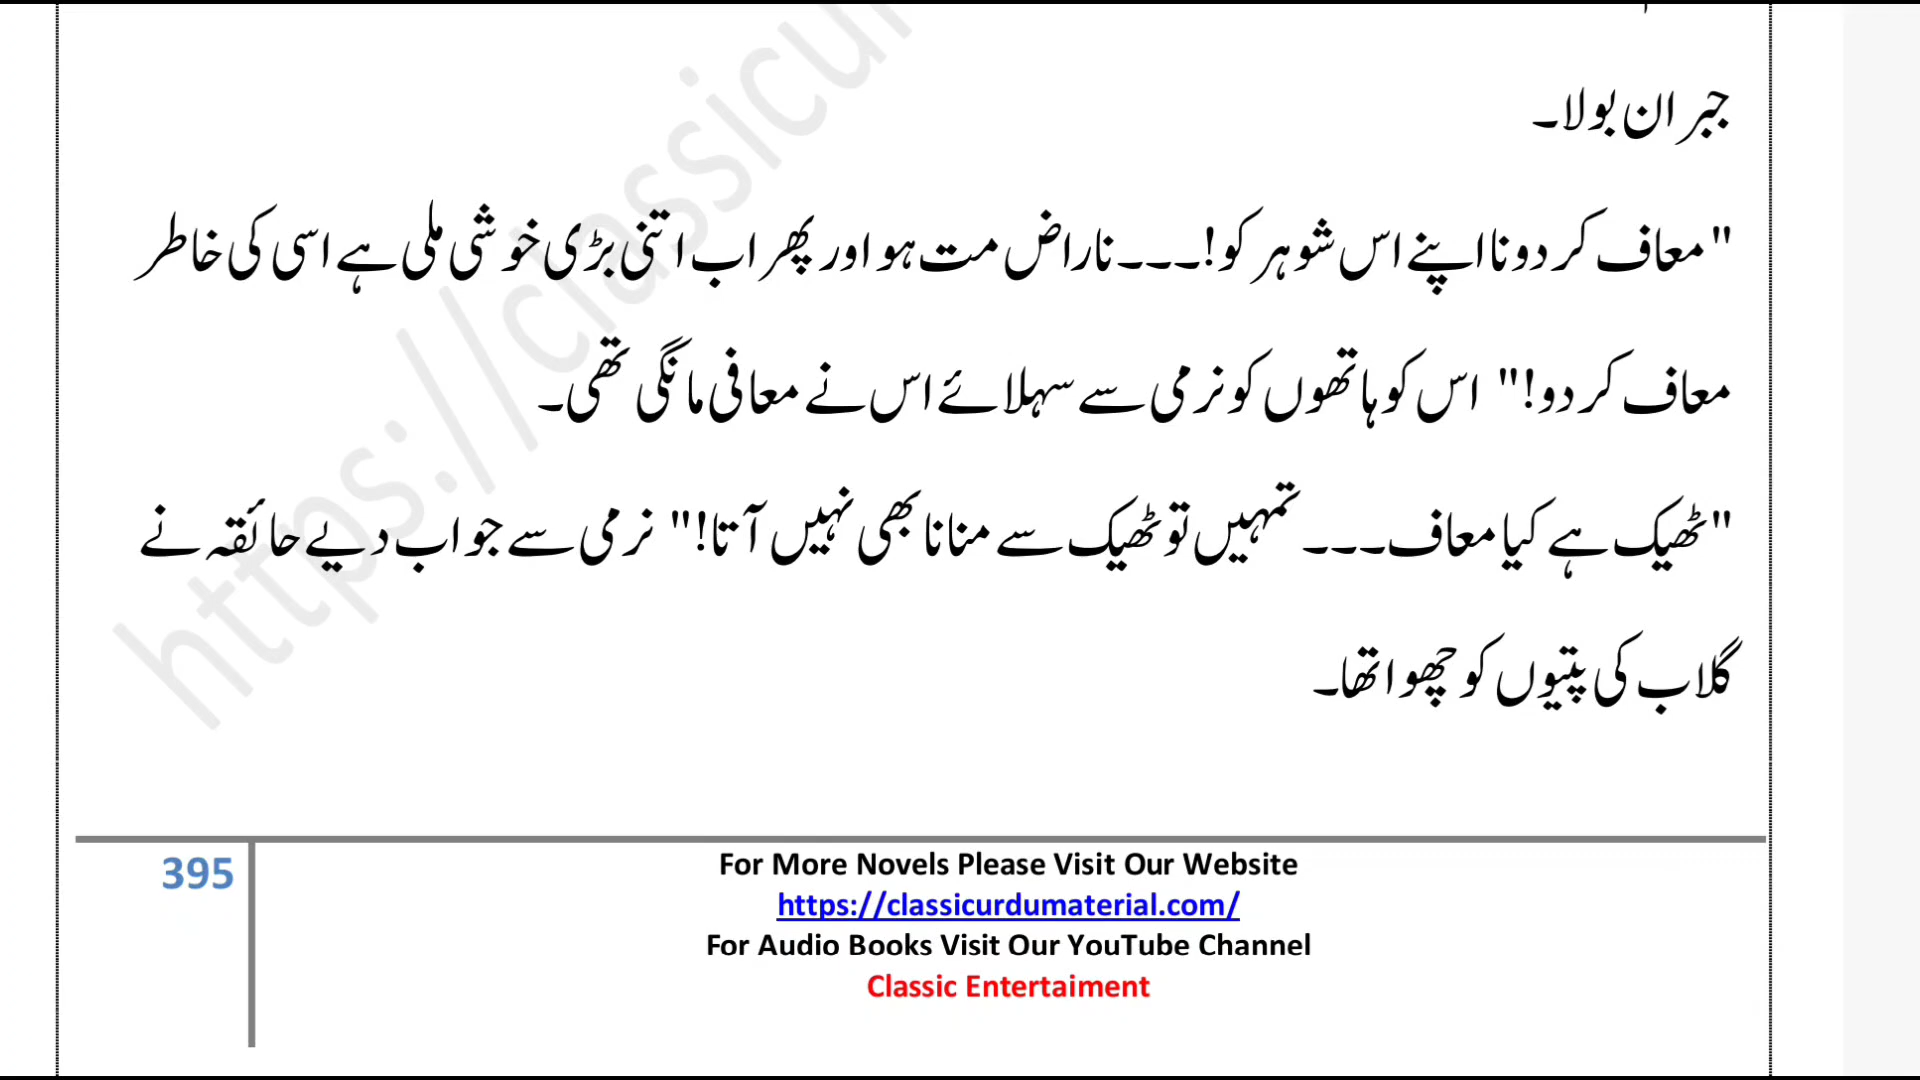 جبران بولا۔
"معاف کر دو نا اپنے اس شوہر کو!۔۔۔ ناراض مت ہو اور پھر اب اتنی بڑی خوشی ملی ہے اسی کی خاطر
معاف کر دو!" اس کو ہاتھوں کو نرمی سے سہلائے اس نے معافی مانگی تھی۔
"ٹھیک ہے کیا معاف۔۔۔ تمہیں تو ٹھیک سے منانا بھی نہیں آتا!" نرمی سے جواب دیے حائقہ نے
گلاب کی پتیوں کو چھوا تھا۔
https://classicur
395
For More Novels Please Visit Our Website
https://classicurdumaterial.com/
For Audio Books Visit Our YouTube Channel
Classic Entertaiment